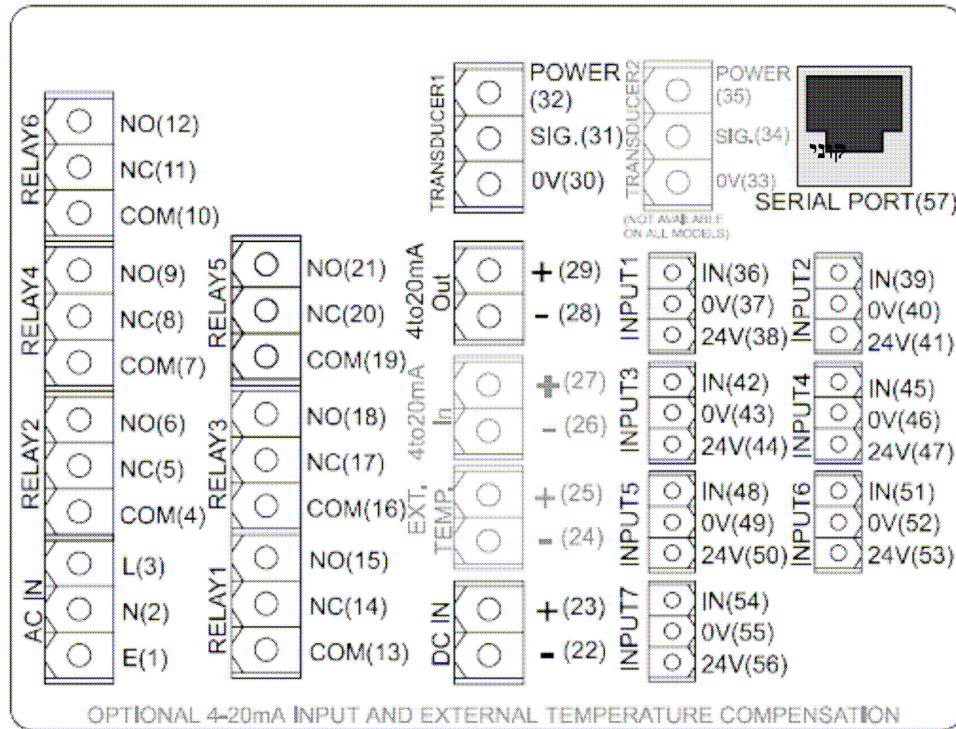 RELAY6
NO(12)
NC(11)
COM(10)
RELAY4
NO(9)
NC(8)
COM(7)
RELAY2
NO(6)
NC(5)
COM(4)
AC IN
L(3)
N(2)
E(1)
RELAY5
NO(21)
NC(20)
COM(19)
RELAY3
NO(18)
NC(17)
COM(16)
RELAY1
NO(15)
NC(14)
COM(13)
TRANSDUCER1
POWER
(32)
SIG.(31)
0V(30)
TRANSDUCER2
POWER
(35)
SIG.(34)
0V(33)
(NOT AVAILABLE
ON ALL MODELS)
קוני
SERIAL PORT(57)
4to20mA
Out
+ (29)
- (28)
4to20mA
In
+ (27)
- (26)
EXT.
TEMP.
+ (25)
- (24)
DC IN
+ (23)
- (22)
INPUT1
IN(36)
0V(37)
24V(38)
INPUT2
IN(39)
0V(40)
24V(41)
INPUT3
IN(42)
0V(43)
24V(44)
INPUT4
IN(45)
0V(46)
24V(47)
INPUT5
IN(48)
0V(49)
24V(50)
INPUT6
IN(51)
0V(52)
24V(53)
INPUT7
IN(54)
0V(55)
24V(56)
OPTIONAL 4-20mA INPUT AND EXTERNAL TEMPERATURE COMPENSATION